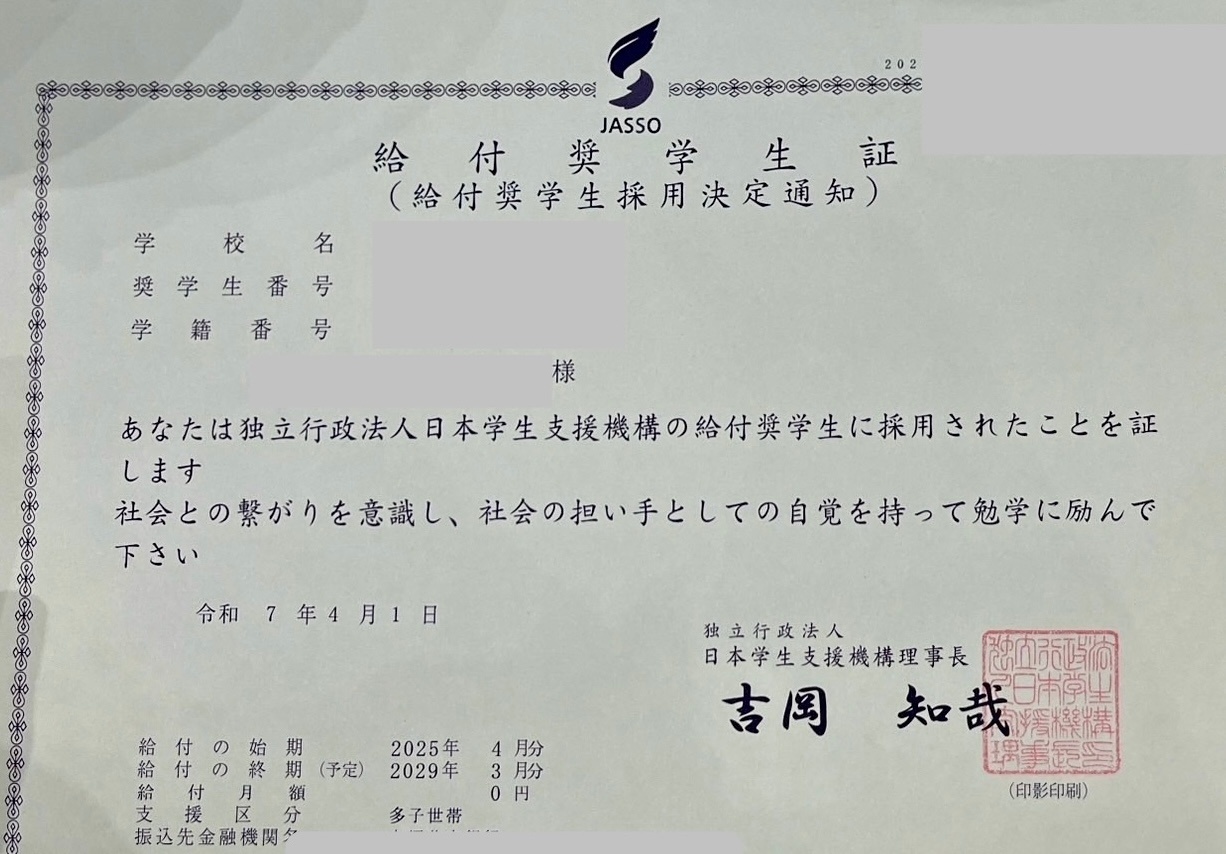 202
JASSO
給付奨学生証
（給付奨学生採用決定通知）
学校名
奨学生番号
学籍番号
様
あなたは独立行政法人日本学生支援機構の給付奨学生に採用されたことを証
します
社会との繋がりを意識し、社会の担い手としての自覚を持って勉学に励んで
下さい
令和 7 年 4 月 1 日
独立行政法人
日本学生支援機構理事長
吉岡 知哉
（印影印刷）
給付の始期 2025年 4 月分
給付の終期（予定） 2029年 3 月分
給付月額 0 円
支援区分 多子世帯
振込先金融機関名